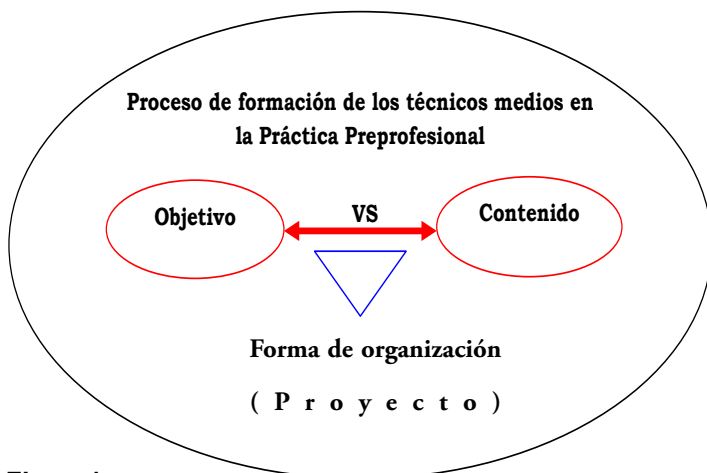 Proceso de formación de los técnicos medios en
la Práctica Preprofesional
Objetivo
VS
Contenido
Forma de organización
( P r o y e c t o )